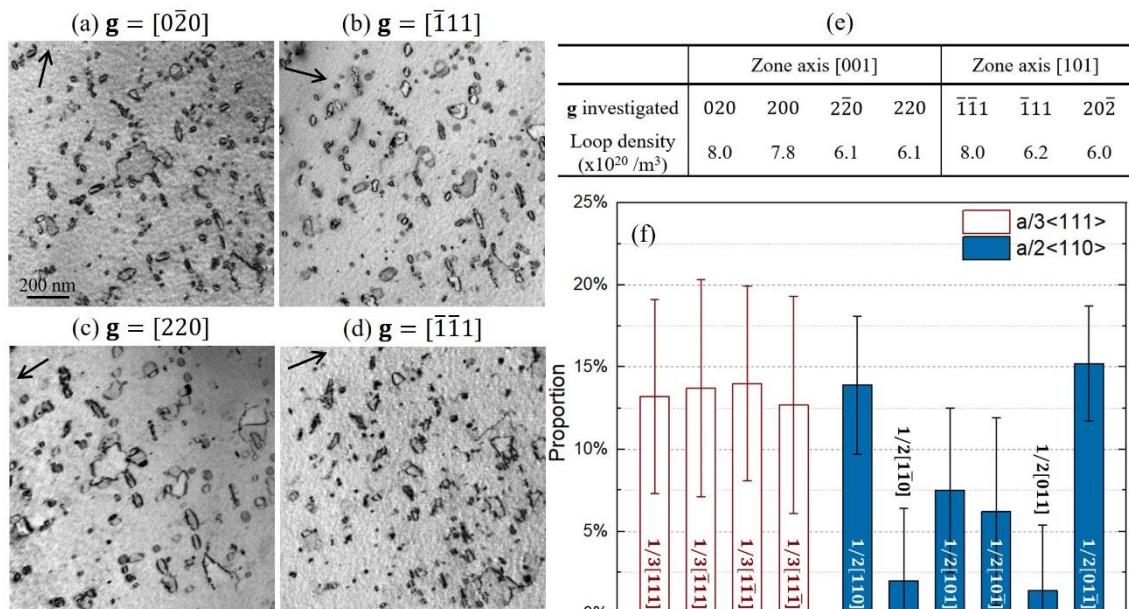 (a) g = [02̅0]
(b) g = [1̅11]
200 nm
(c) g = [220]
(d) g = [1̅1̅1]
(e)
Zone axis [001] Zone axis [101]
g investigated 020 200 22̅0 220 1̅1̅1 1̅11 202̅
Loop density (x10²⁰ /m³) 8.0 7.8 6.1 6.1 8.0 6.2 6.0
(f)
a/3<111>
a/2<110>
25%
20%
15%
10%
5%
Proportion
1/3[111]
1/3[1̅11]
1/3[11̅1]
1/3[111̅]
1/2[110]
1/2[11̅0]
1/2[101]
1/2[101̅]
1/2[011]
1/2[011̅]